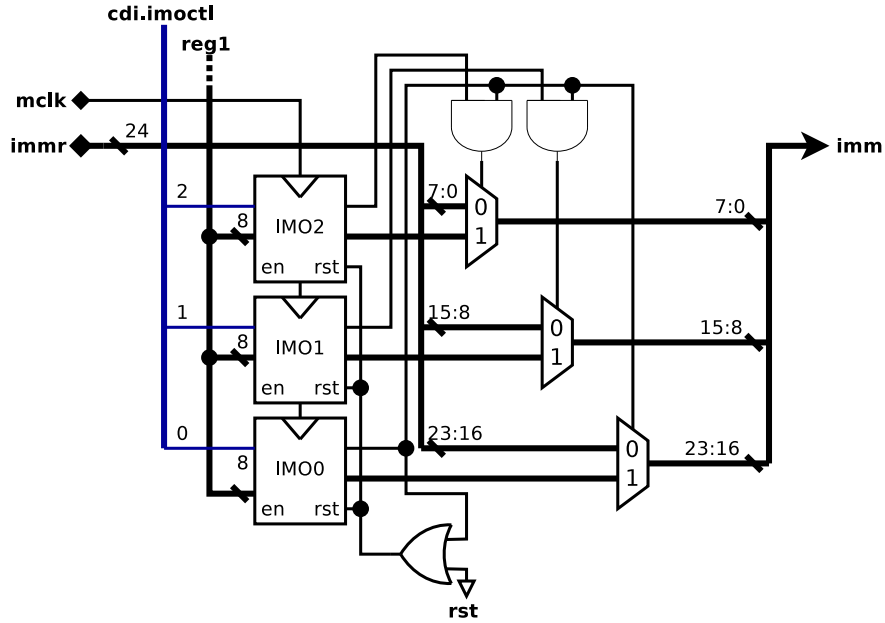 cdi.imoctl
reg1
mclk
immr
24
imm
2
8
IMO2
en
rst
7:0
0
1
7:0
1
8
IMO1
en
rst
15:8
0
1
15:8
0
8
IMO0
en
rst
23:16
0
1
23:16
rst